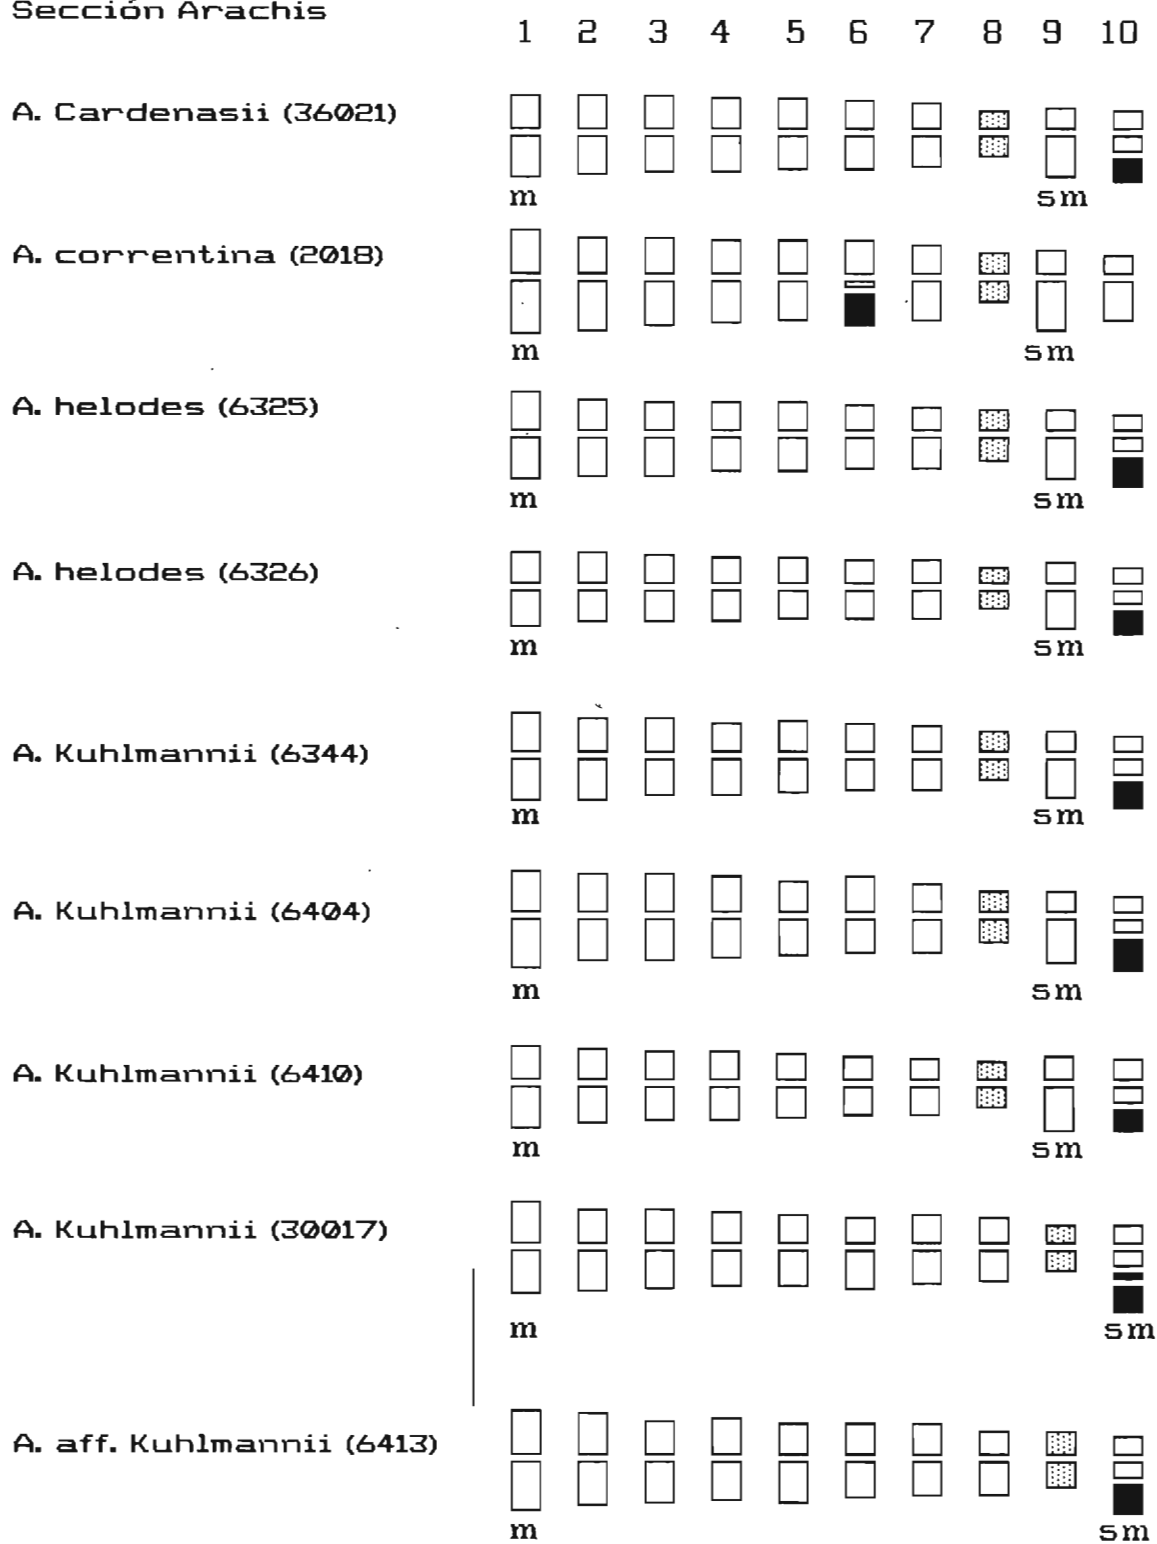 Sección Arachis
1 2 3 4 5 6 7 8 9 10
A. Cardenasii (36021)
m sm
A. correntina (2018)
m sm
A. helodes (6325)
m sm
A. helodes (6326)
m sm
A. Kuhlmannii (6344)
m sm
A. Kuhlmannii (6404)
m sm
A. Kuhlmannii (6410)
m sm
A. Kuhlmannii (30017)
m sm
A. aff. Kuhlmannii (6413)
m sm